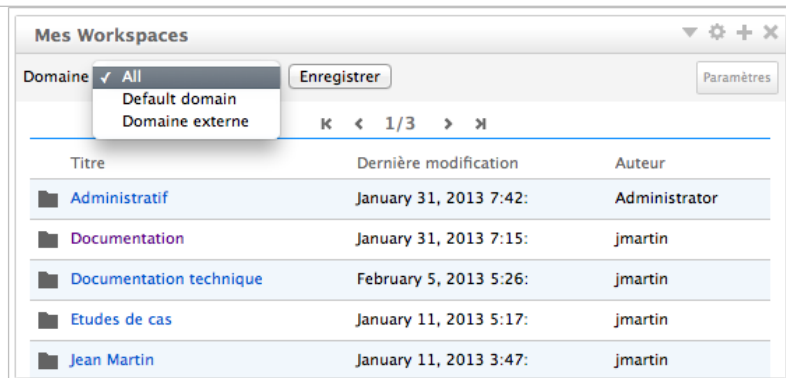 Mes Workspaces
Domaine ✓ All Enregistrer Paramètres
Default domain
Domaine externe
1/3
Titre Dernière modification Auteur
Administratif January 31, 2013 7:42: Administrator
Documentation January 31, 2013 7:15: jmartin
Documentation technique February 5, 2013 5:26: jmartin
Etudes de cas January 11, 2013 5:17: jmartin
Jean Martin January 11, 2013 3:47: jmartin